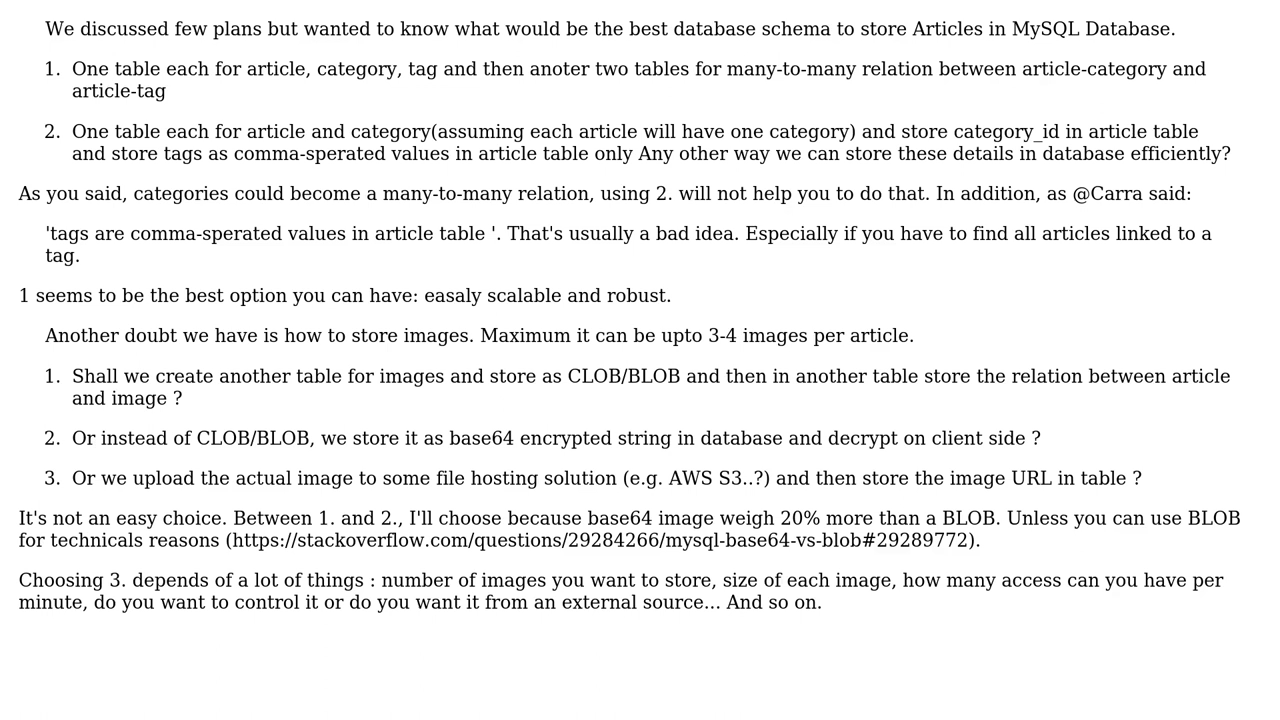 We discussed few plans but wanted to know what would be the best database schema to store Articles in MySQL Database.
1. One table each for article, category, tag and then anoter two tables for many-to-many relation between article-category and
article-tag
2. One table each for article and category(assuming each article will have one category) and store category_id in article table
and store tags as comma-sperated values in article table only Any other way we can store these details in database efficiently?
As you said, categories could become a many-to-many relation, using 2. will not help you to do that. In addition, as @Carra said:
'tags are comma-sperated values in article table '. That's usually a bad idea. Especially if you have to find all articles linked to a
tag.
1 seems to be the best option you can have: easaly scalable and robust.
Another doubt we have is how to store images. Maximum it can be upto 3-4 images per article.
1. Shall we create another table for images and store as CLOB/BLOB and then in another table store the relation between article
and image ?
2. Or instead of CLOB/BLOB, we store it as base64 encrypted string in database and decrypt on client side ?
3. Or we upload the actual image to some file hosting solution (e.g. AWS S3..?) and then store the image URL in table ?
It's not an easy choice. Between 1. and 2., I'll choose because base64 image weigh 20% more than a BLOB. Unless you can use BLOB
for technicals reasons (https://stackoverflow.com/questions/29284266/mysql-base64-vs-blob#29289772).
Choosing 3. depends of a lot of things : number of images you want to store, size of each image, how many access can you have per
minute, do you want to control it or do you want it from an external source... And so on.